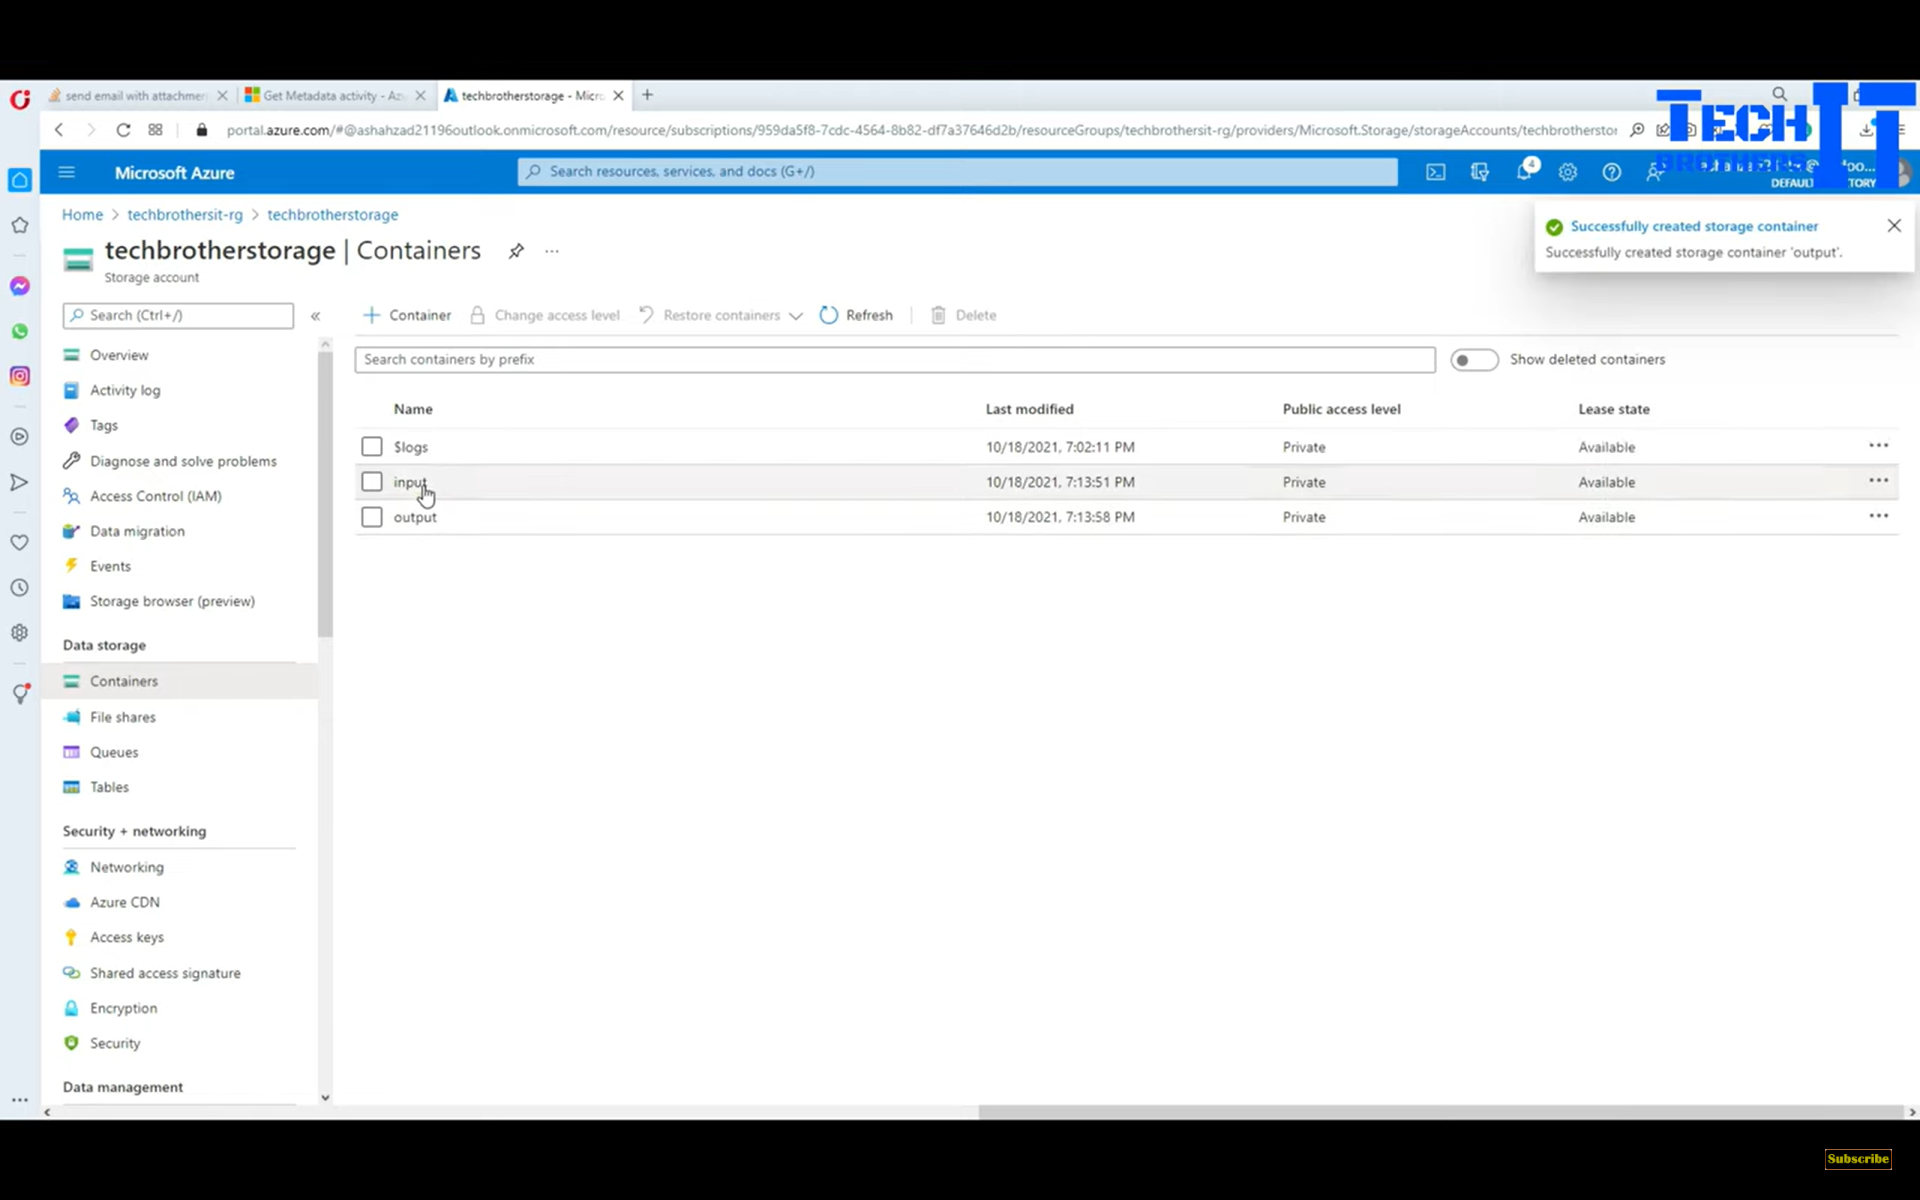 send email with attachmen
Get Metadata activity - Az
techbrotherstorage - Micro
portal.azure.com/#@ashahzad21196outlook.onmicrosoft.com/resource/subscriptions/959da5f8-7cdc-4564-8b82-df7a37646d2b/resourceGroups/techbrothersit-rg/providers/Microsoft.Storage/storageAccounts/techbrotherstor
TECH IT
BROTHERS
Microsoft Azure
Search resources, services, and docs (G+/)
4
Home > techbrothersit-rg > techbrotherstorage
techbrotherstorage | Containers
...
Storage account
Successfully created storage container
Successfully created storage container 'output'.
Search (Ctrl+/)
Container
Change access level
Restore containers
Refresh
Delete
Search containers by prefix
Show deleted containers
Name
Last modified
Public access level
Lease state
$logs
10/18/2021, 7:02:11 PM
Private
Available
input
10/18/2021, 7:13:51 PM
Private
Available
output
10/18/2021, 7:13:58 PM
Private
Available
Overview
Activity log
Tags
Diagnose and solve problems
Access Control (IAM)
Data migration
Events
Storage browser (preview)
Data storage
Containers
File shares
Queues
Tables
Security + networking
Networking
Azure CDN
Access keys
Shared access signature
Encryption
Security
Data management
Subscribe